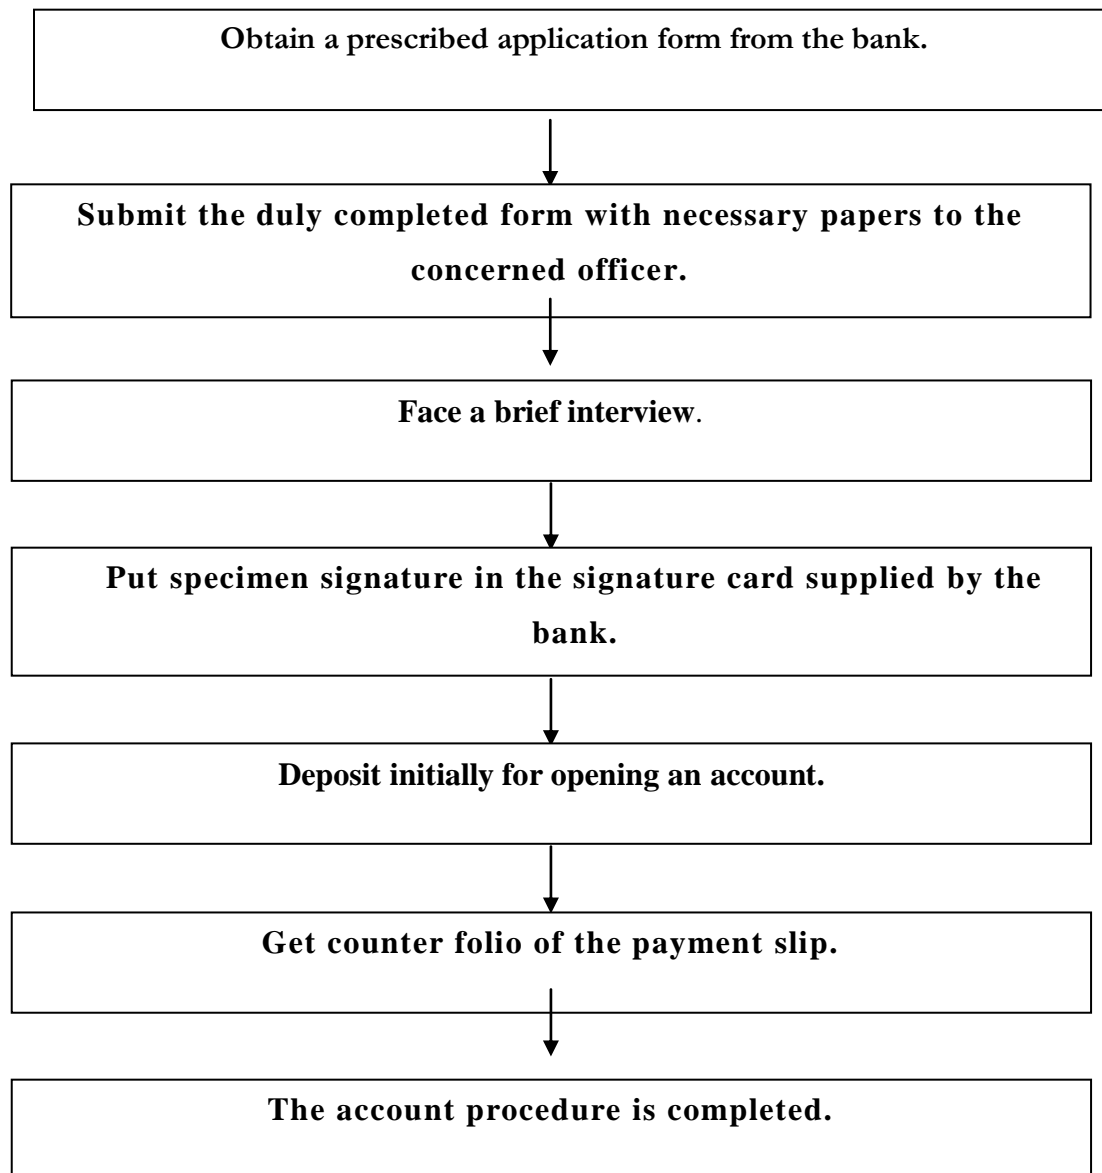 Obtain a prescribed application form from the bank.
Submit the duly completed form with necessary papers to the
concerned officer.
Face a brief interview.
Put specimen signature in the signature card supplied by the
bank.
Deposit initially for opening an account.
Get counter folio of the payment slip.
The account procedure is completed.